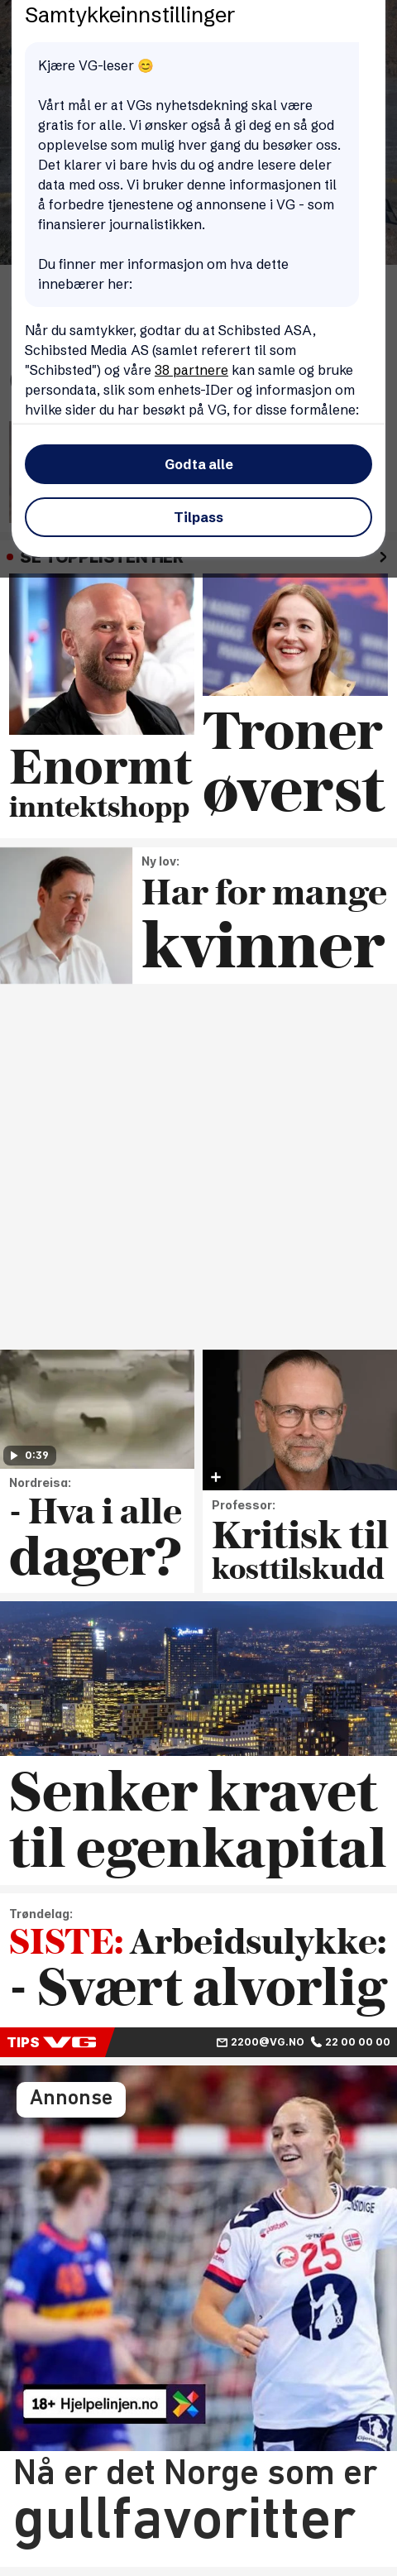 Samtykkeinnstillinger
Kjære VG-leser 😊
Vårt mål er at VGs nyhetsdekning skal være
gratis for alle. Vi ønsker også å gi deg en så god
opplevelse som mulig hver gang du besøker oss.
Det klarer vi bare hvis du og andre lesere deler
data med oss. Vi bruker denne informasjonen til
å forbedre tjenestene og annonsene i VG - som
finansierer journalistikken.
Du finner mer informasjon om hva dette
innebærer her:
Når du samtykker, godtar du at Schibsted ASA,
Schibsted Media AS (samlet referert til som
"Schibsted") og våre 38 partnere kan samle og bruke
persondata, slik som enhets-IDer og informasjon om
hvilke sider du har besøkt på VG, for disse formålene:
Godta alle
Tilpass
SE TOPPLISTEN HER
Enormt
inntektshopp
Troner
øverst
Ny lov:
Har for mange
kvinner
0:39
Nordreisa:
- Hva i alle
dager?
Professor:
Kritisk til
kosttilskudd
Radisson
Senker kravet
til egenkapital
Trøndelag:
SISTE: Arbeidsulykke:
- Svært alvorlig
TIPS VG 2200@VG.NO 22 00 00 00
Annonse
25
18+ Hjelpelinjen.no
Nå er det Norge som er
gullfavoritter